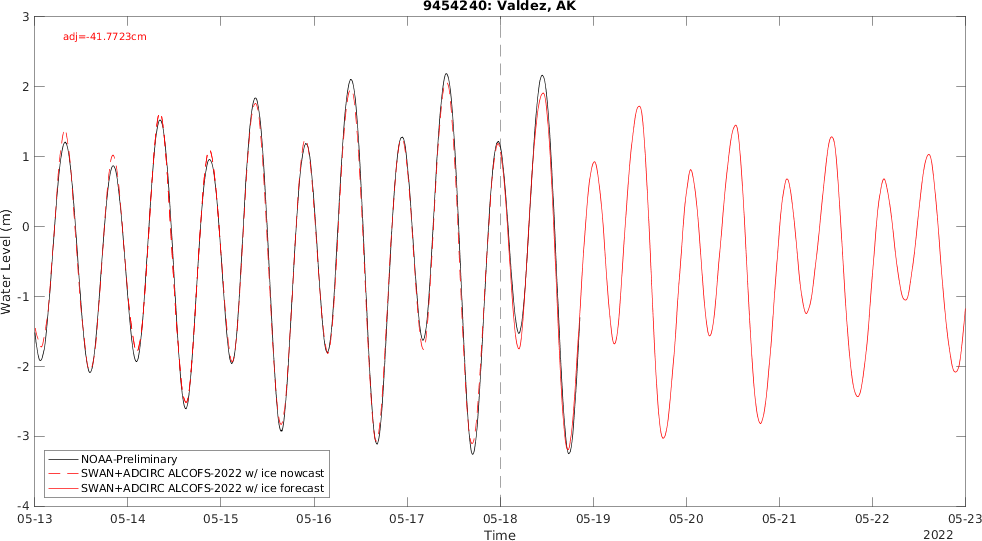 9454240: Valdez, AK
adj=-41.7723cm
3
2
1
0
-1
-2
-3
-4
Water Level (m)
NOAA-Preliminary
SWAN+ADCIRC ALCOFS-2022 w/ ice nowcast
SWAN+ADCIRC ALCOFS-2022 w/ ice forecast
05-13 05-14 05-15 05-16 05-17 05-18 05-19 05-20 05-21 05-22 05-23
Time
2022